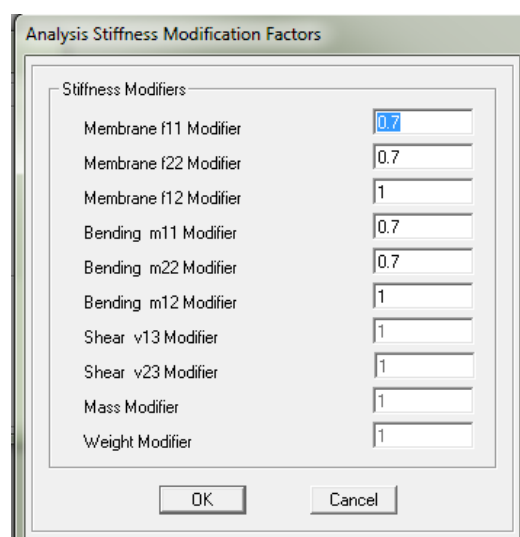 Analysis Stiffness Modification Factors
Stiffness Modifiers
Membrane f11 Modifier 0.7
Membrane f22 Modifier 0.7
Membrane f12 Modifier 1
Bending m11 Modifier 0.7
Bending m22 Modifier 0.7
Bending m12 Modifier 1
Shear v13 Modifier 1
Shear v23 Modifier 1
Mass Modifier 1
Weight Modifier 1
OK Cancel